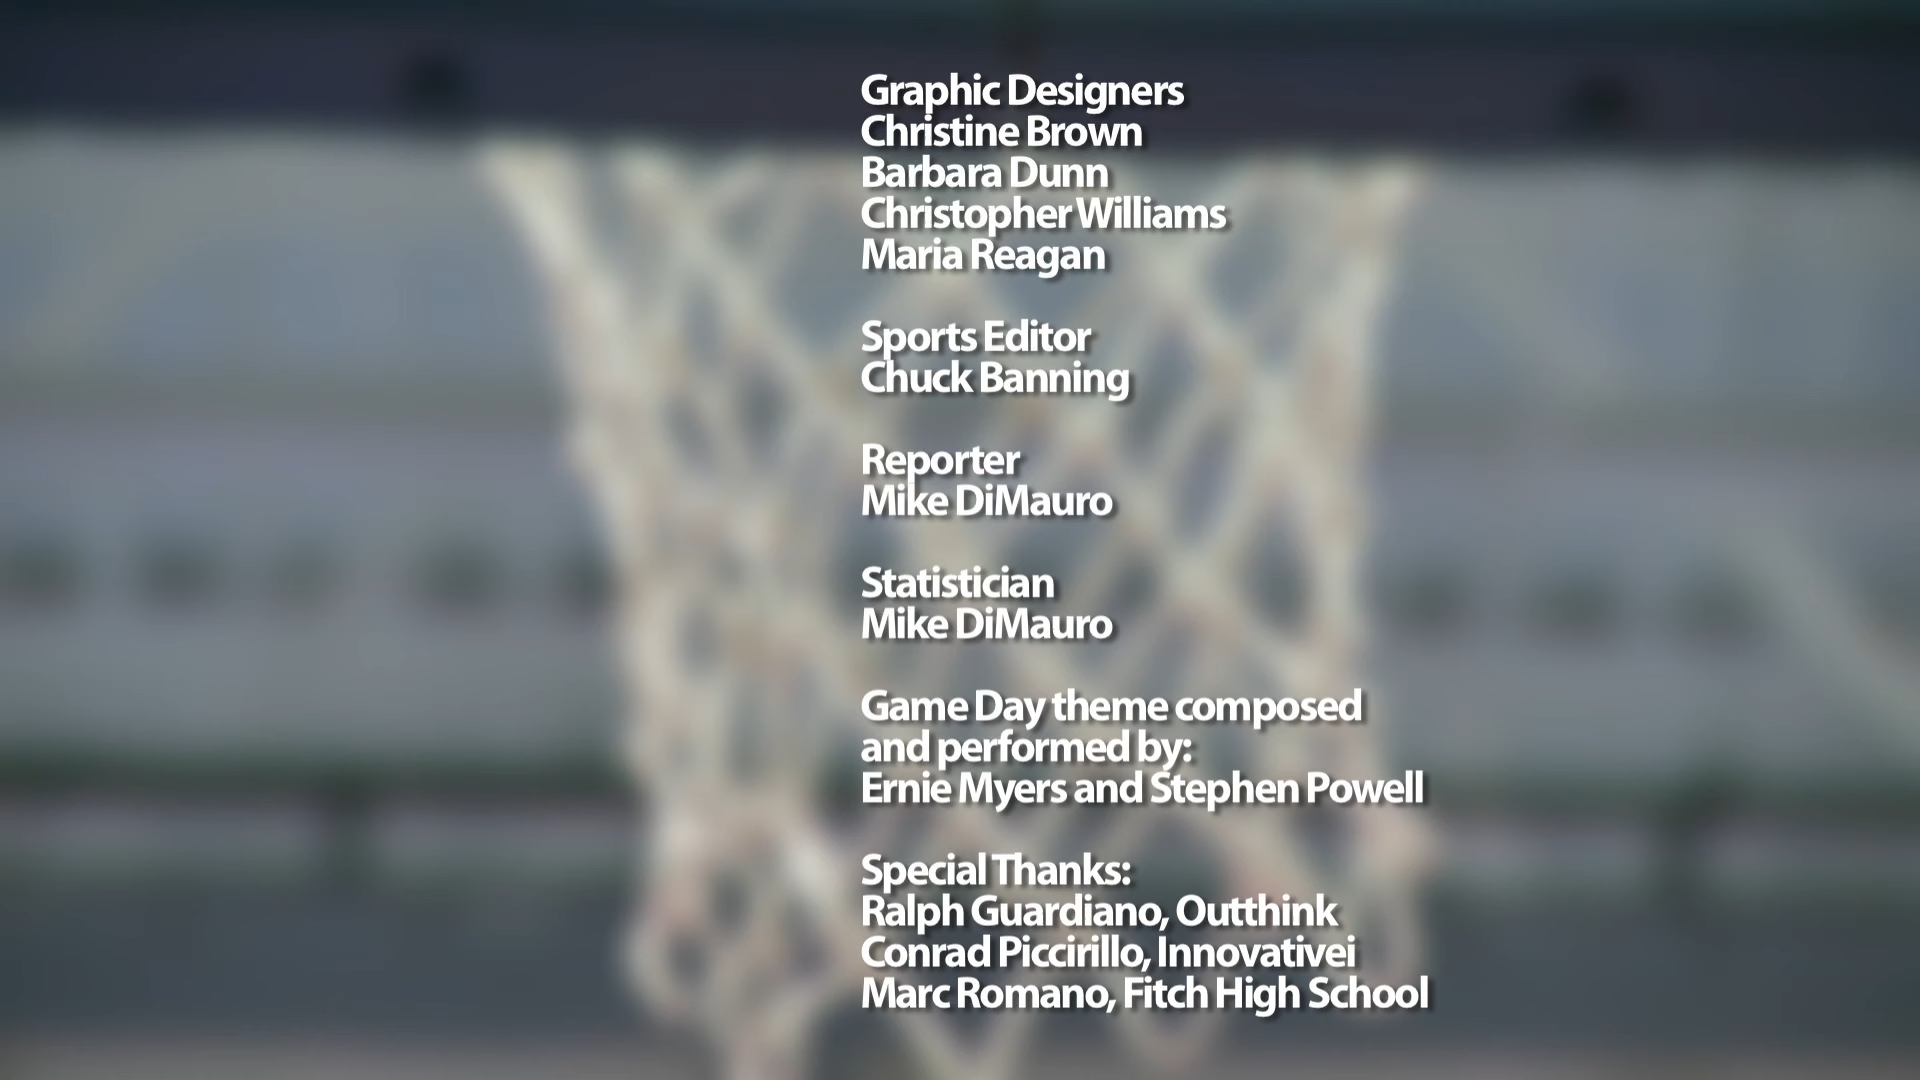 Graphic Designers
Christine Brown
Barbara Dunn
Christopher Williams
Maria Reagan
Sports Editor
Chuck Banning
Reporter
Mike DiMauro
Statistician
Mike DiMauro
Game Day theme composed
and performed by:
Ernie Myers and Stephen Powell
Special Thanks:
Ralph Guardiano, Outthink
Conrad Piccirillo, Innovativei
Marc Romano, Fitch High School